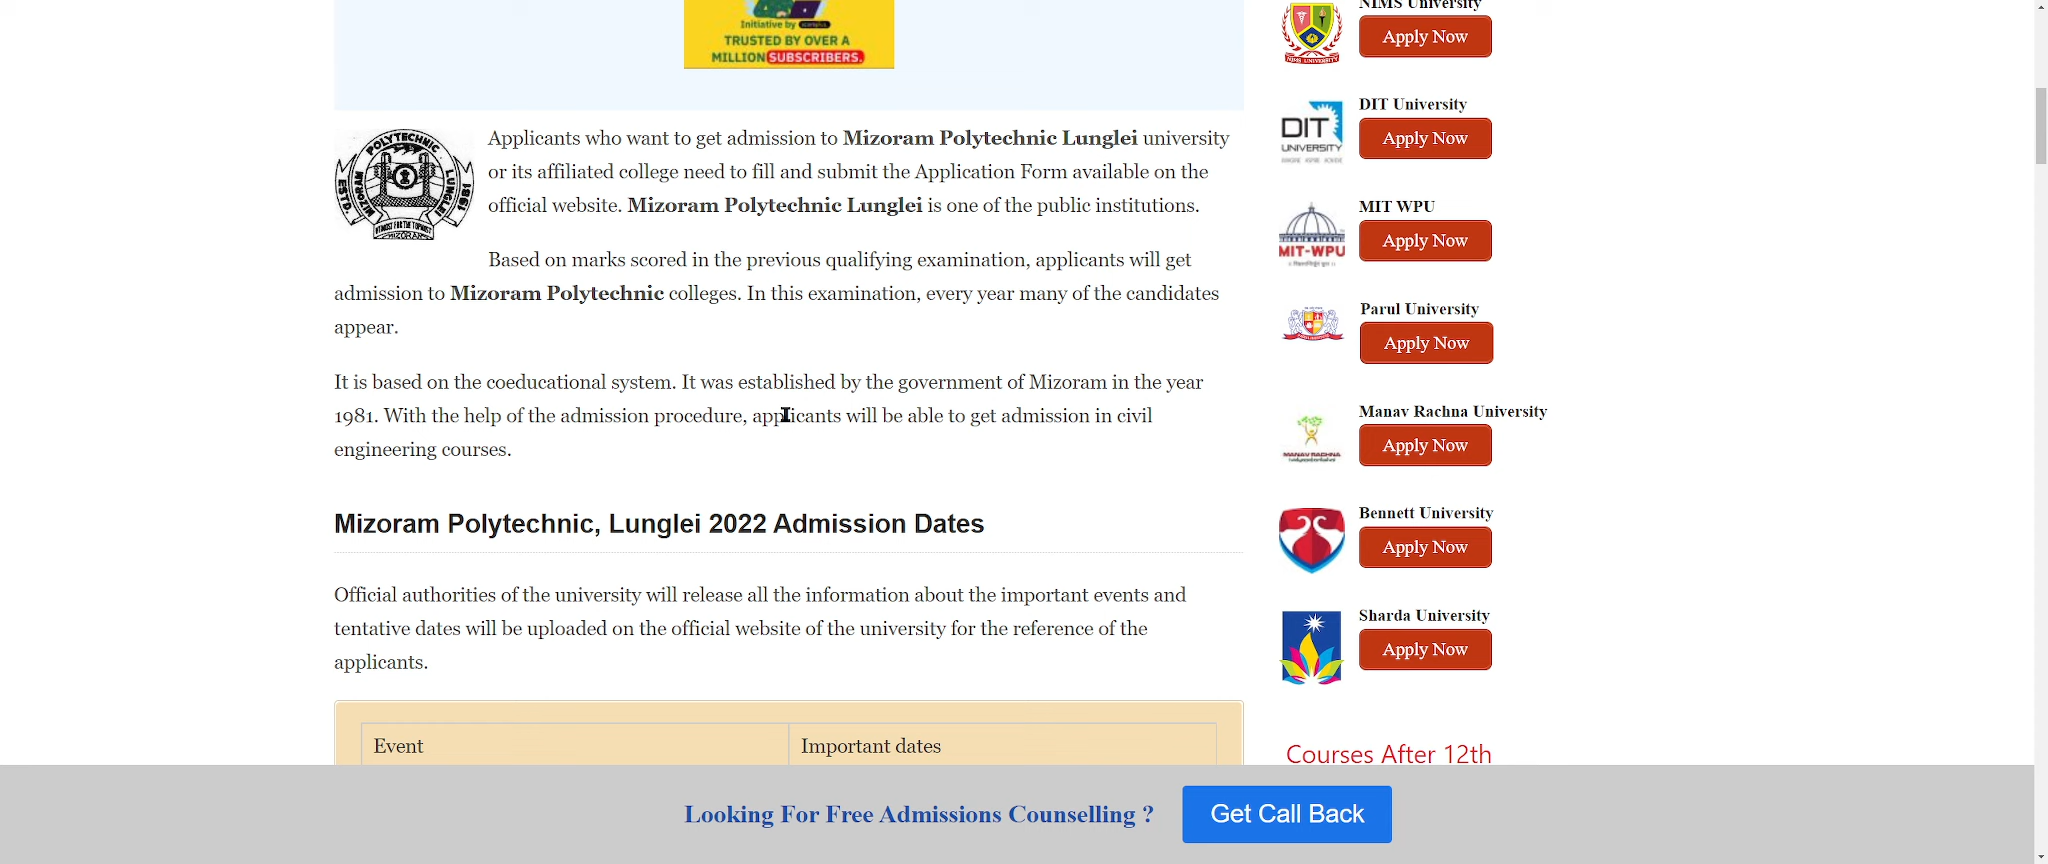 Initiative by
TRUSTED BY OVER A
MILLION SUBSCRIBERS.
POLYTECHNIC
LUNGLEI
MIZORAM
ESTD.
1981
MIZORAM
Applicants who want to get admission to Mizoram Polytechnic Lunglei university
or its affiliated college need to fill and submit the Application Form available on the
official website. Mizoram Polytechnic Lunglei is one of the public institutions.
Based on marks scored in the previous qualifying examination, applicants will get
admission to Mizoram Polytechnic colleges. In this examination, every year many of the candidates
appear.
It is based on the coeducational system. It was established by the government of Mizoram in the year
1981. With the help of the admission procedure, applicants will be able to get admission in civil
engineering courses.
Mizoram Polytechnic, Lunglei 2022 Admission Dates
Official authorities of the university will release all the information about the important events and
tentative dates will be uploaded on the official website of the university for the reference of the
applicants.
Event
Important dates
NIMS University
NIMS UNIVERSITY
Apply Now
DIT University
DIT
UNIVERSITY
Apply Now
MIT WPU
MIT-WPU
Apply Now
Parul University
Apply Now
Manav Rachna University
MANAV RACHNA
Apply Now
Bennett University
Apply Now
Sharda University
Apply Now
Courses After 12th
Looking For Free Admissions Counselling ?
Get Call Back